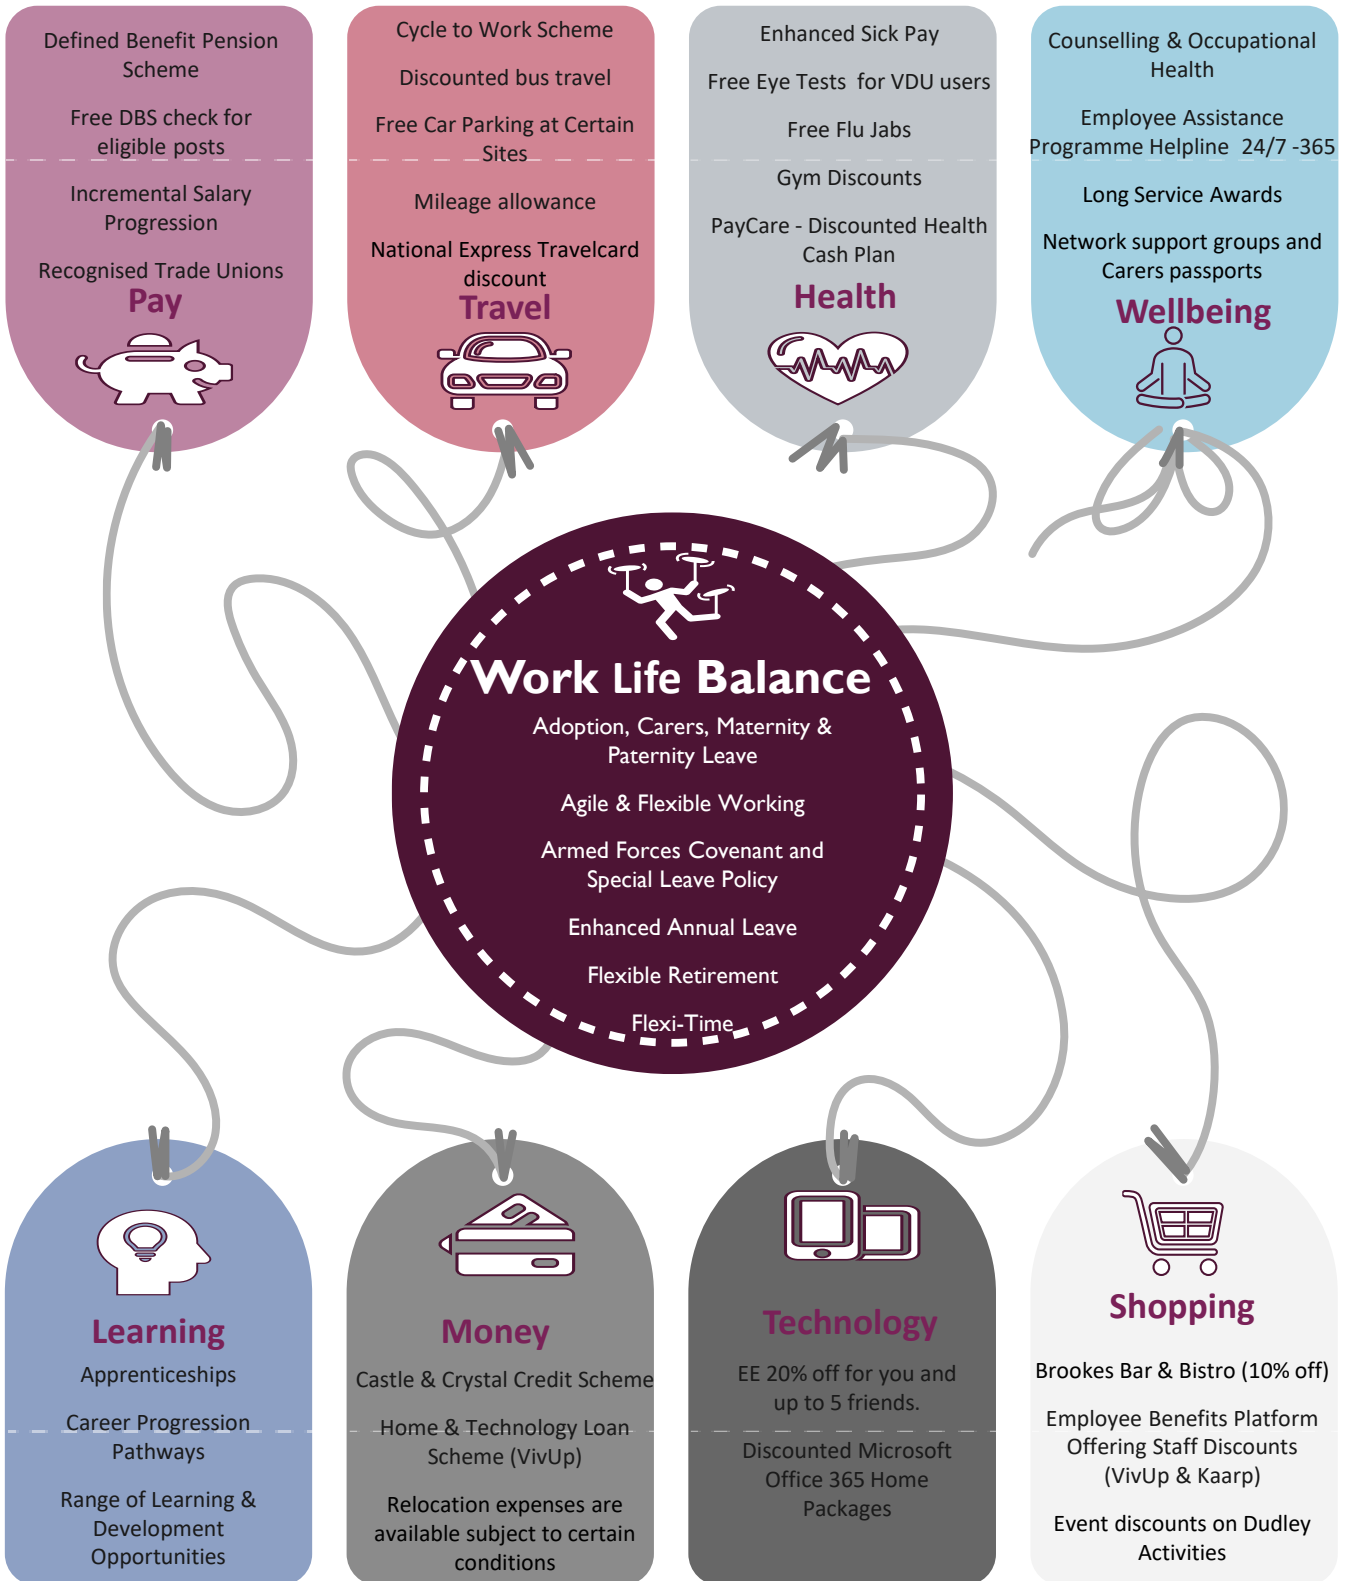 Defined Benefit Pension
Scheme
Free DBS check for
eligible posts
Incremental Salary
Progression
Recognised Trade Unions
Pay
Cycle to Work Scheme
Discounted bus travel
Free Car Parking at Certain
Sites
Mileage allowance
National Express Travelcard
discount
Travel
Enhanced Sick Pay
Free Eye Tests for VDU users
Free Flu Jabs
Gym Discounts
PayCare - Discounted Health
Cash Plan
Health
Counselling & Occupational
Health
Employee Assistance
Programme Helpline 24/7 -365
Long Service Awards
Network support groups and
Carers passports
Wellbeing
Work Life Balance
Adoption, Carers, Maternity &
Paternity Leave
Agile & Flexible Working
Armed Forces Covenant and
Special Leave Policy
Enhanced Annual Leave
Flexible Retirement
Flexi-Time
Learning
Apprenticeships
Career Progression
Pathways
Range of Learning &
Development
Opportunities
Money
Castle & Crystal Credit Scheme
Home & Technology Loan
Scheme (VivUp)
Relocation expenses are
available subject to certain
conditions
Technology
EE 20% off for you and
up to 5 friends.
Discounted Microsoft
Office 365 Home
Packages
Shopping
Brookes Bar & Bistro (10% off)
Employee Benefits Platform
Offering Staff Discounts
(VivUp & Kaarp)
Event discounts on Dudley
Activities